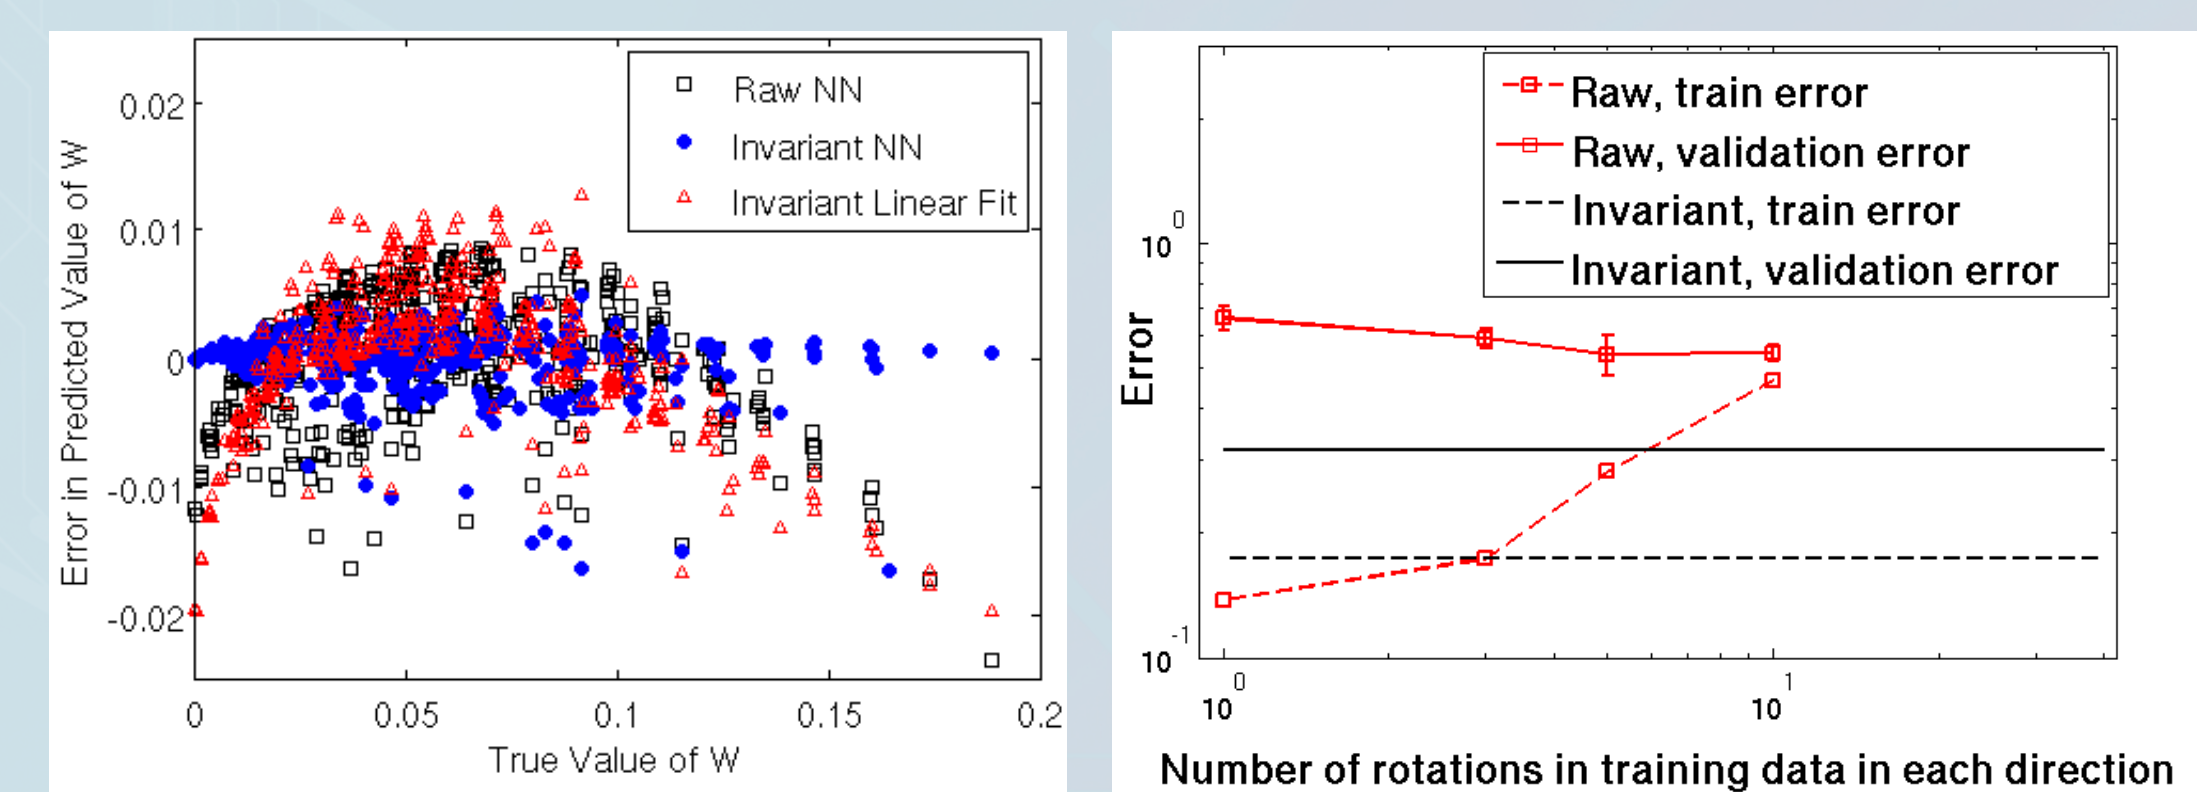 Error in Predicted Value of W
0.02
0.01
0
-0.01
-0.02
Raw NN
Invariant NN
Invariant Linear Fit
0 0.05 0.1 0.15 0.2
True Value of W
Error
10 0
10 -1
Raw, train error
Raw, validation error
Invariant, train error
Invariant, validation error
10 0 10 1
Number of rotations in training data in each direction